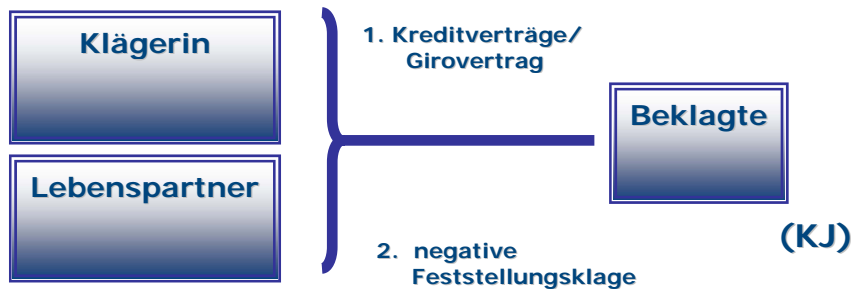 Klägerin
Lebenspartner
1. Kreditverträge/
Girovertrag
2. negative
Feststellungsklage
Beklagte
(KJ)